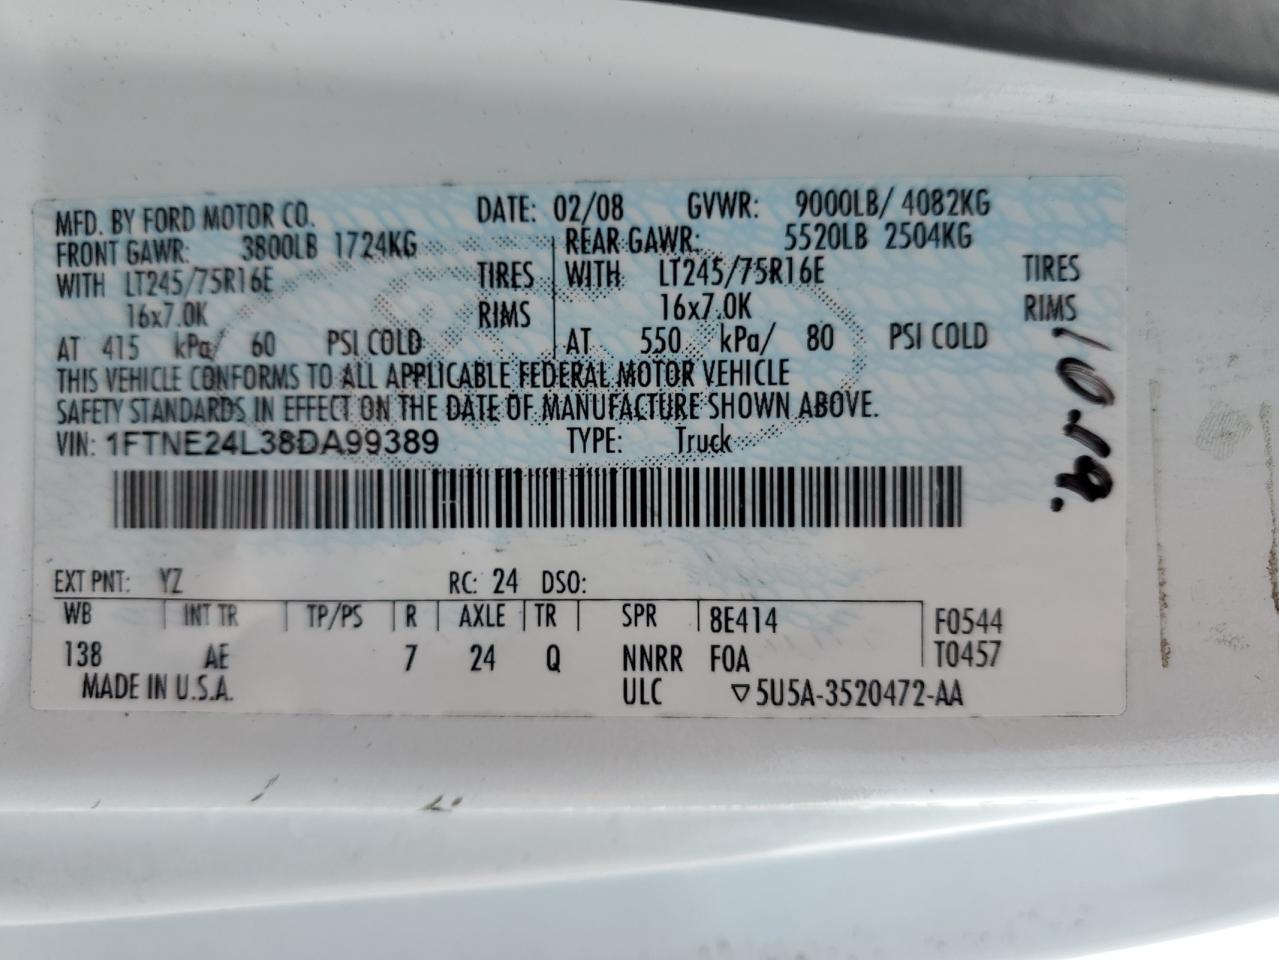 MFD. BY FORD MOTOR CO. DATE: 02/08 GVWR: 9000LB/ 4082KG
FRONT GAWR: 3800LB 1724KG REAR GAWR: 5520LB 2504KG
WITH LT245/75R16E TIRES WITH LT245/75R16E TIRES
16x7.0K RIMS 16x7.0K RIMS
AT 415 kPa/ 60 PSI COLD AT 550 kPa/ 80 PSI COLD
THIS VEHICLE CONFORMS TO ALL APPLICABLE FEDERAL MOTOR VEHICLE
SAFETY STANDARDS IN EFFECT ON THE DATE OF MANUFACTURE SHOWN ABOVE.
VIN: 1FTNE24L38DA99389 TYPE: Truck
EXT PNT: YZ RC: 24 DSO:
WB INT TR TP/PS R AXLE TR SPR 8E414 F0544
138 AE 7 24 Q NNRR F0A T0457
MADE IN U.S.A. ULC ▽5U5A-3520472-AA